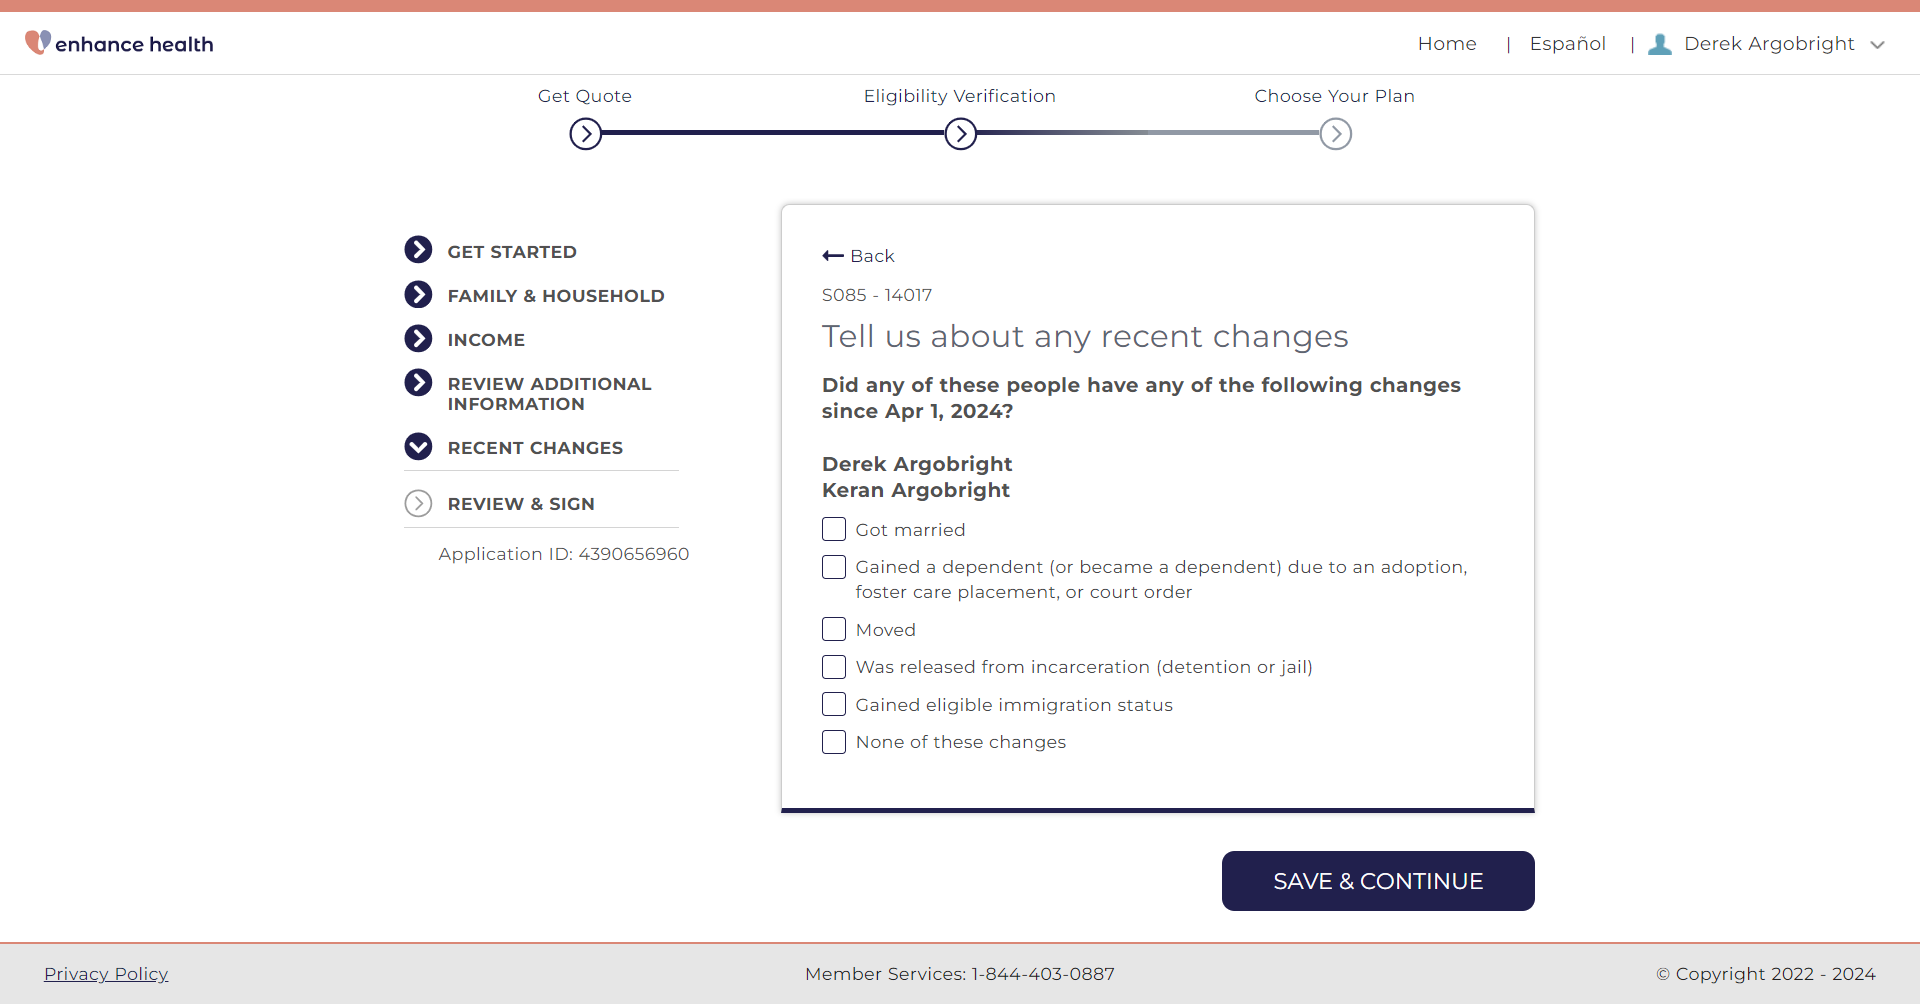 enhance health
Home | Español | Derek Argobright
Get Quote
Eligibility Verification
Choose Your Plan
GET STARTED
FAMILY & HOUSEHOLD
INCOME
REVIEW ADDITIONAL
INFORMATION
RECENT CHANGES
REVIEW & SIGN
Application ID: 4390656960
Back
S085 - 14017
Tell us about any recent changes
Did any of these people have any of the following changes
since Apr 1, 2024?
Derek Argobright
Keran Argobright
Got married
Gained a dependent (or became a dependent) due to an adoption,
foster care placement, or court order
Moved
Was released from incarceration (detention or jail)
Gained eligible immigration status
None of these changes
SAVE & CONTINUE
Privacy Policy
Member Services: 1-844-403-0887
© Copyright 2022 - 2024